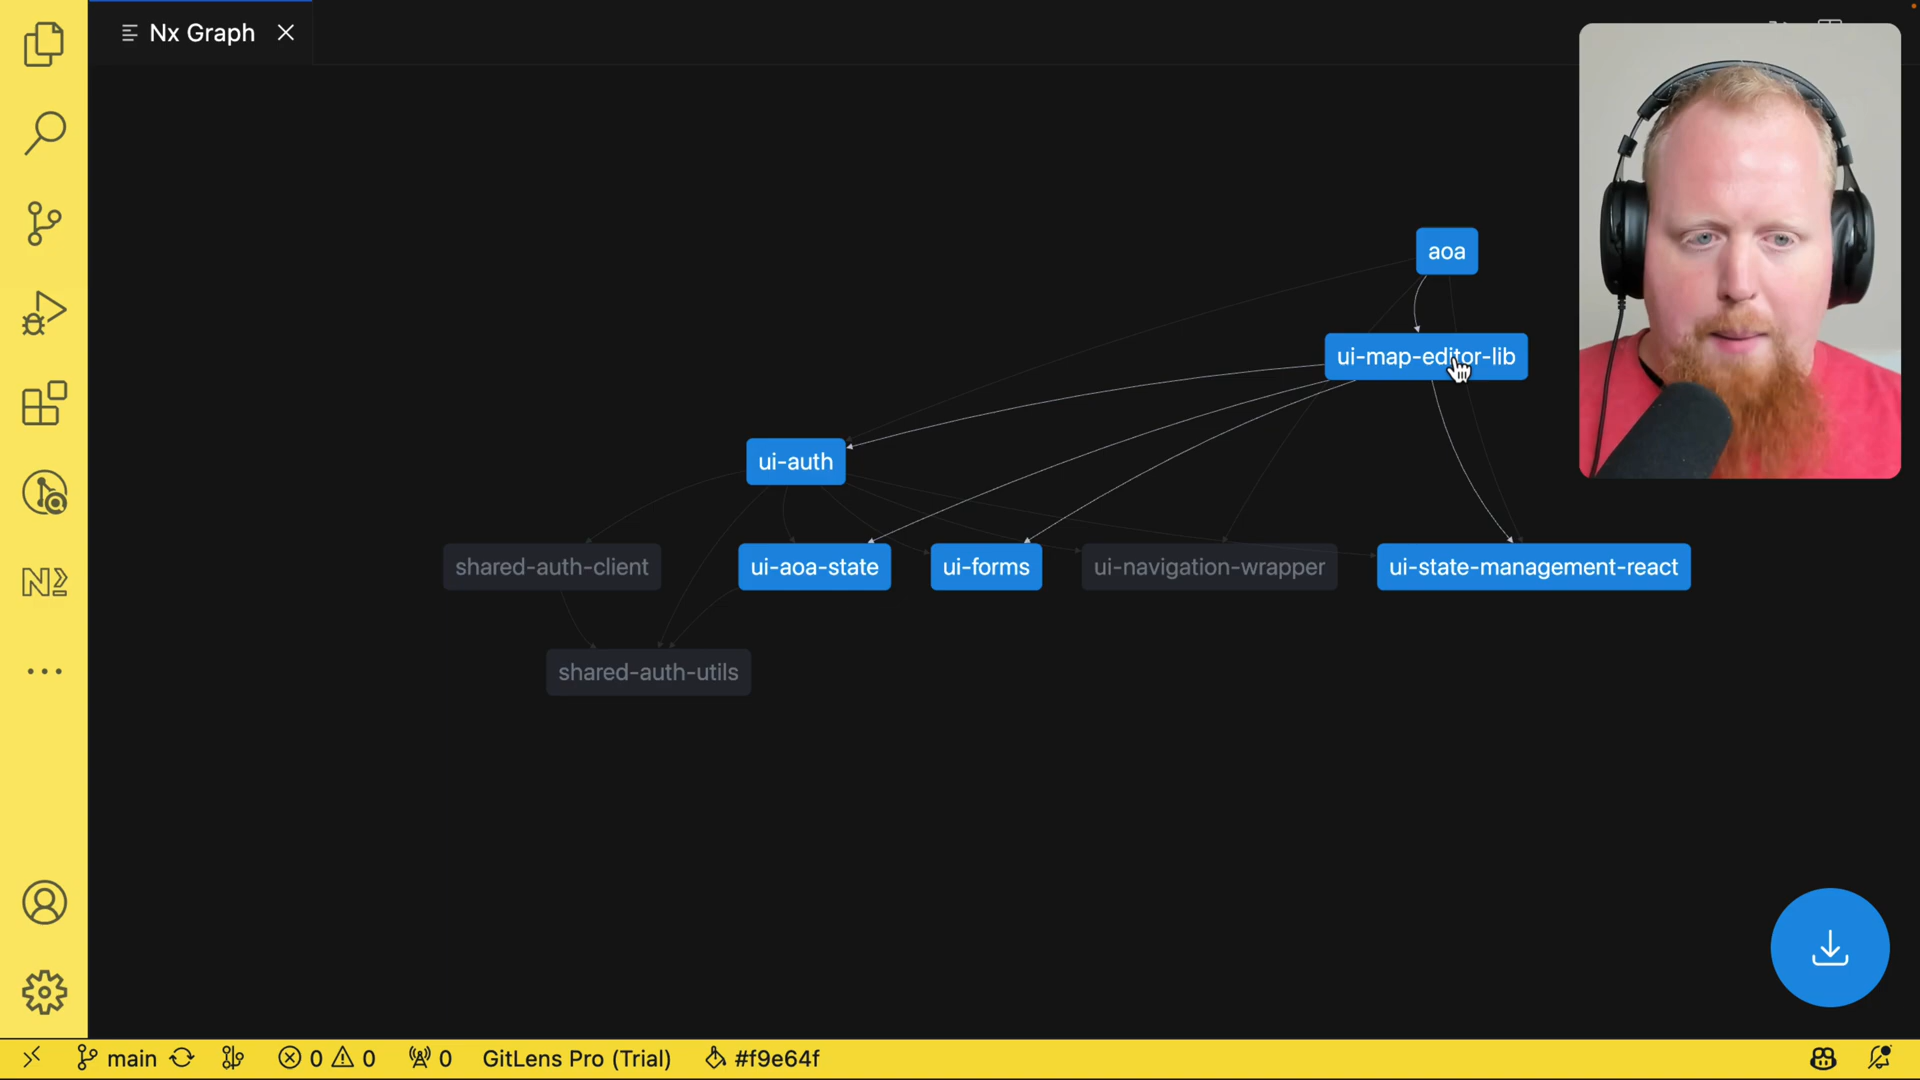 Nx Graph
aoa
ui-map-editor-lib
ui-auth
shared-auth-client
ui-aoa-state
ui-forms
ui-navigation-wrapper
ui-state-management-react
shared-auth-utils
main
0
0
0
GitLens Pro (Trial)
#f9e64f